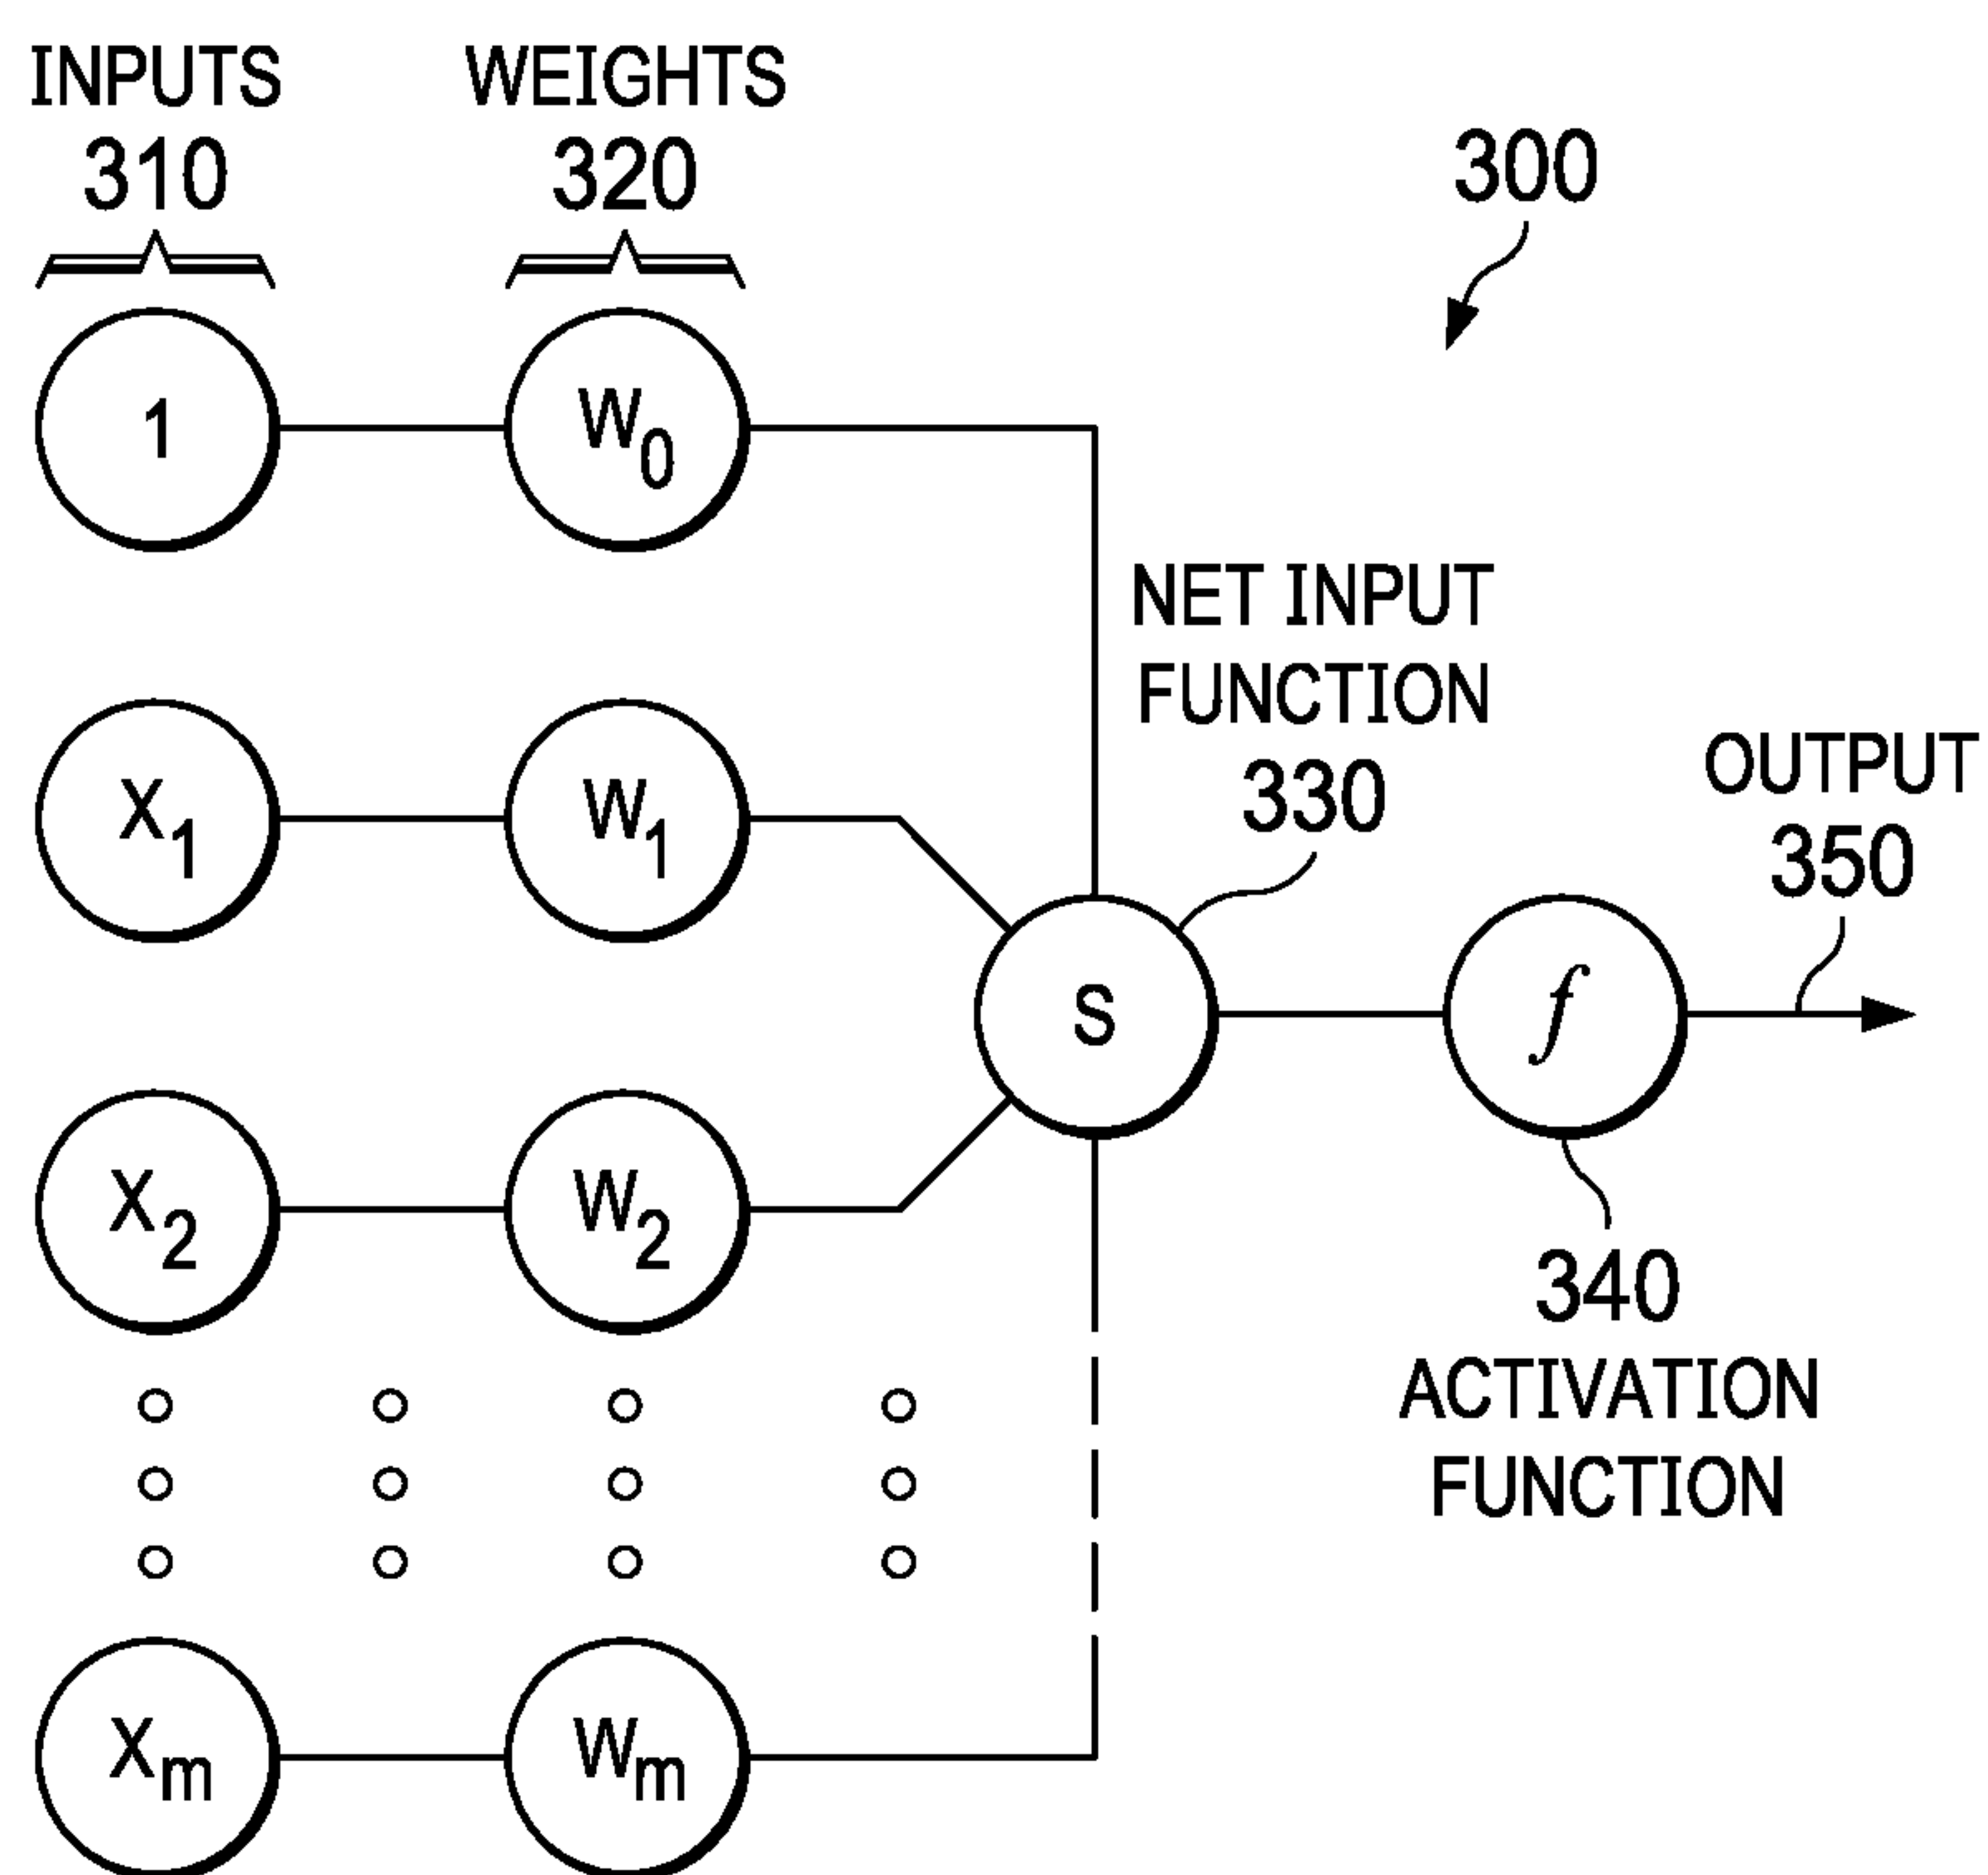 INPUTS
310
WEIGHTS
320
300
1
W0
NET INPUT
FUNCTION
330
OUTPUT
350
X1
W1
S
f
X2
W2
340
ACTIVATION
FUNCTION
Xm
Wm